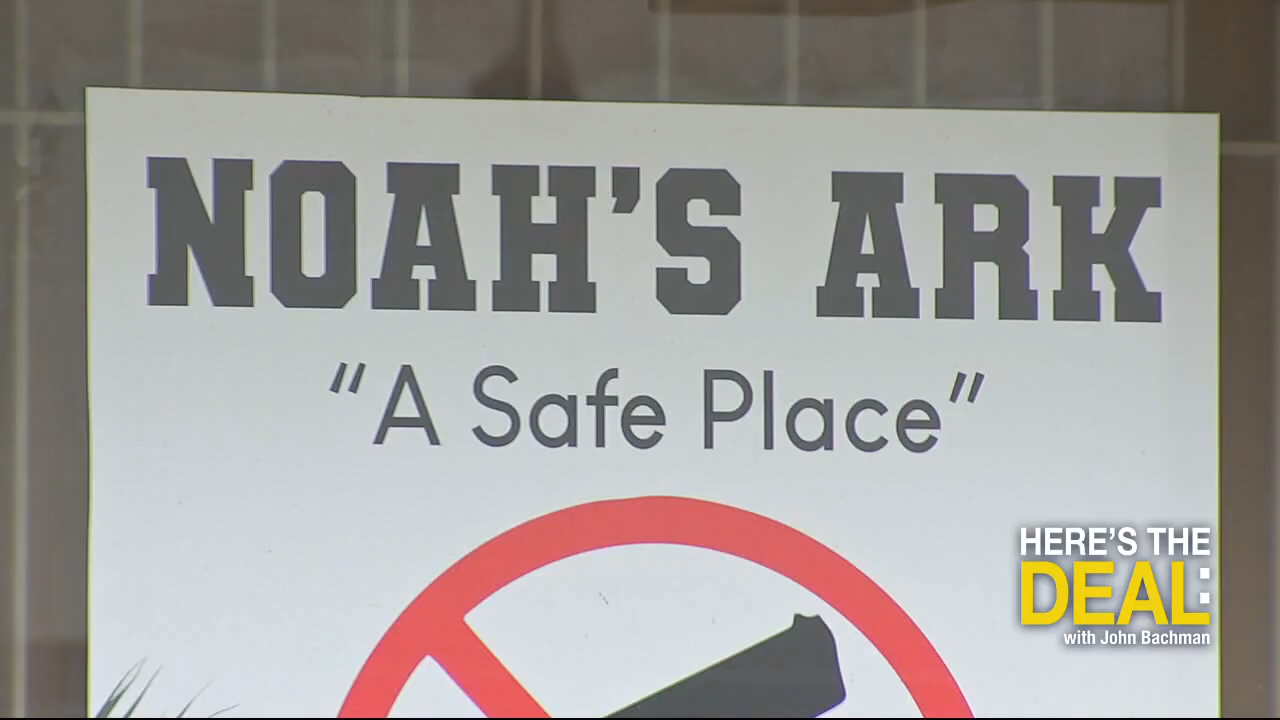 NOAH'S ARK
"A Safe Place"
HERE'S THE
DEAL:
with John Bachman